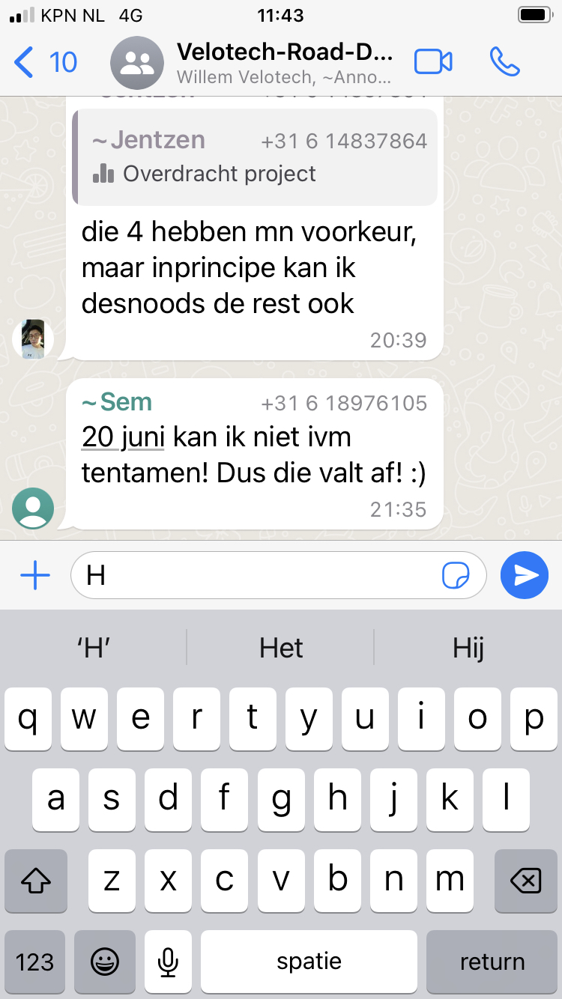 KPN NL 4G 11:43
10 Velotech-Road-D...
Willem Velotech, ~Anno...
~Jentzen +31 6 14837864
Overdracht project
die 4 hebben mn voorkeur,
maar inprincipe kan ik
desnoods de rest ook
20:39
~Sem +31 6 18976105
20 juni kan ik niet ivm
tentamen! Dus die valt af! :)
21:35
H
‘H’ Het Hij
q w e r t y u i o p
a s d f g h j k l
z x c v b n m
123 spatie return